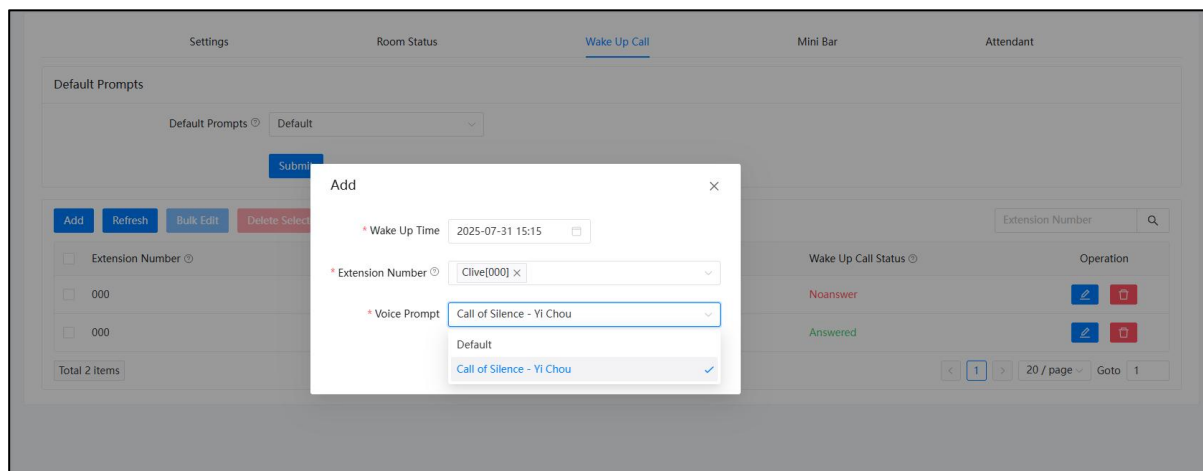 Settings Room Status Wake Up Call Mini Bar Attendant
Default Prompts
Default Prompts Default
Submit
Add
* Wake Up Time 2025-07-31 15:15
* Extension Number Clive[000] ×
* Voice Prompt Call of Silence - Yi Chou
Default
Call of Silence - Yi Chou
Add Refresh Bulk Edit Delete Select Extension Number
Extension Number Wake Up Call Status Operation
000 Noanswer
000 Answered
Total 2 items < 1 > 20 / page Goto 1